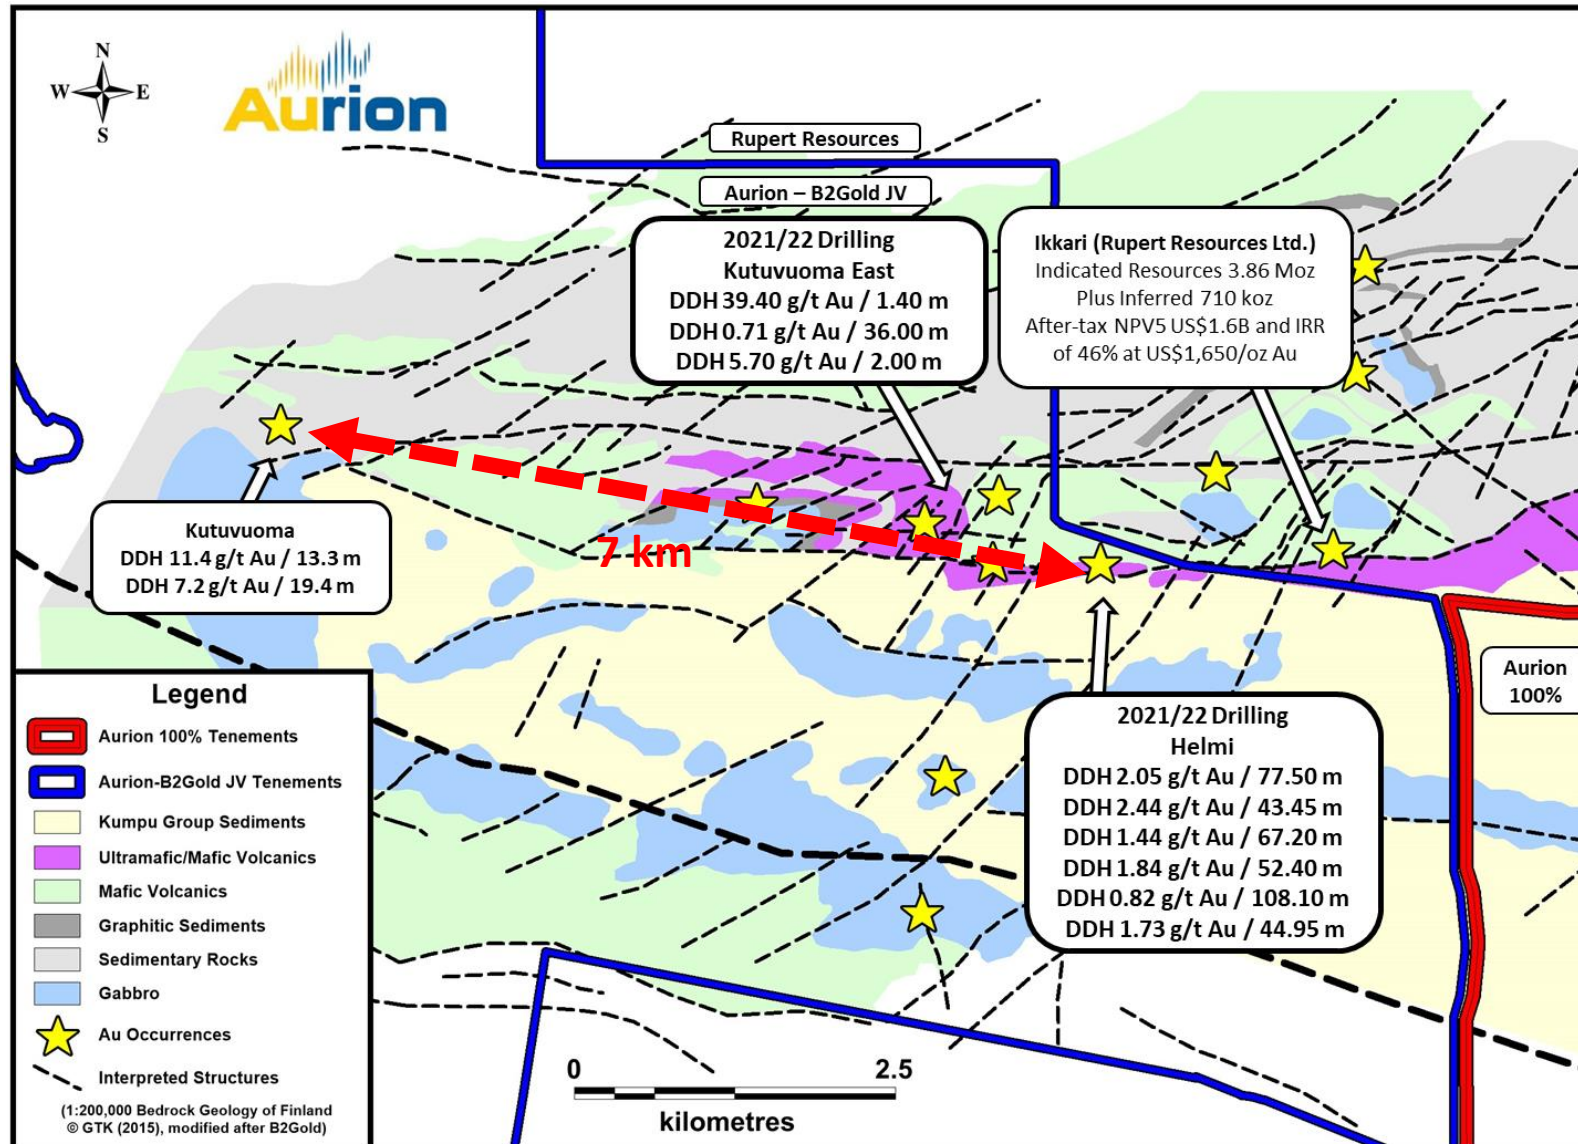 N
W
E
S
Aurion
Rupert Resources
Aurion – B2Gold JV
2021/22 Drilling
Kutuvuoma East
DDH 39.40 g/t Au / 1.40 m
DDH 0.71 g/t Au / 36.00 m
DDH 5.70 g/t Au / 2.00 m
Ikkari (Rupert Resources Ltd.)
Indicated Resources 3.86 Moz
Plus Inferred 710 koz
After-tax NPV5 US$1.6B and IRR
of 46% at US$1,650/oz Au
Kutuvuoma
DDH 11.4 g/t Au / 13.3 m
DDH 7.2 g/t Au / 19.4 m
7 km
Aurion
100%
2021/22 Drilling
Helmi
DDH 2.05 g/t Au / 77.50 m
DDH 2.44 g/t Au / 43.45 m
DDH 1.44 g/t Au / 67.20 m
DDH 1.84 g/t Au / 52.40 m
DDH 0.82 g/t Au / 108.10 m
DDH 1.73 g/t Au / 44.95 m
Legend
Aurion 100% Tenements
Aurion-B2Gold JV Tenements
Kumpu Group Sediments
Ultramafic/Mafic Volcanics
Mafic Volcanics
Graphitic Sediments
Sedimentary Rocks
Gabbro
Au Occurrences
Interpreted Structures
(1:200,000 Bedrock Geology of Finland
© GTK (2015), modified after B2Gold)
0 2.5
kilometres